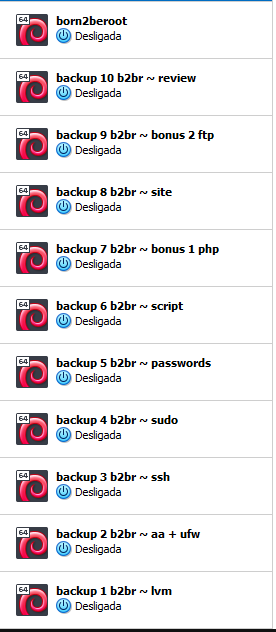 64
born2beroot
Desligada
64
backup 10 b2br ~ review
Desligada
64
backup 9 b2br ~ bonus 2 ftp
Desligada
64
backup 8 b2br ~ site
Desligada
64
backup 7 b2br ~ bonus 1 php
Desligada
64
backup 6 b2br ~ script
Desligada
64
backup 5 b2br ~ passwords
Desligada
64
backup 4 b2br ~ sudo
Desligada
64
backup 3 b2br ~ ssh
Desligada
64
backup 2 b2br ~ aa + ufw
Desligada
64
backup 1 b2br ~ lvm
Desligada